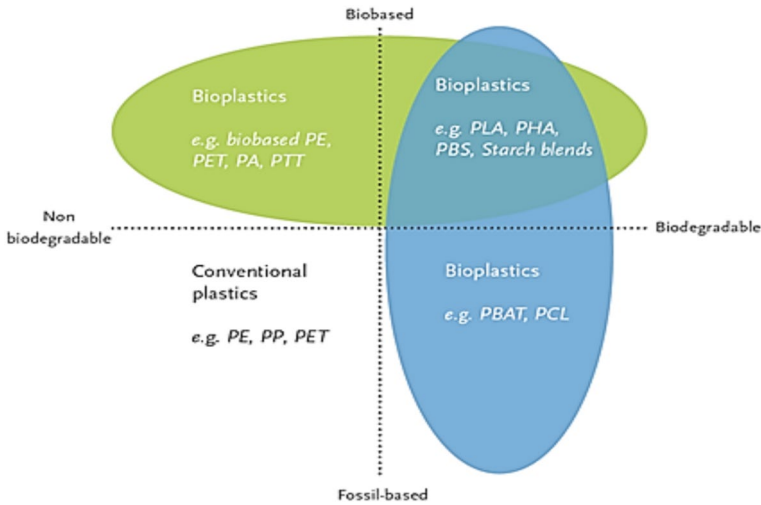 Biobased
Bioplastics
e.g. biobased PE,
PET, PA, PTT
Bioplastics
e.g. PLA, PHA,
PBS, Starch blends
Non
biodegradable
Biodegradable
Conventional
plastics
e.g. PE, PP, PET
Bioplastics
e.g. PBAT, PCL
Fossil-based